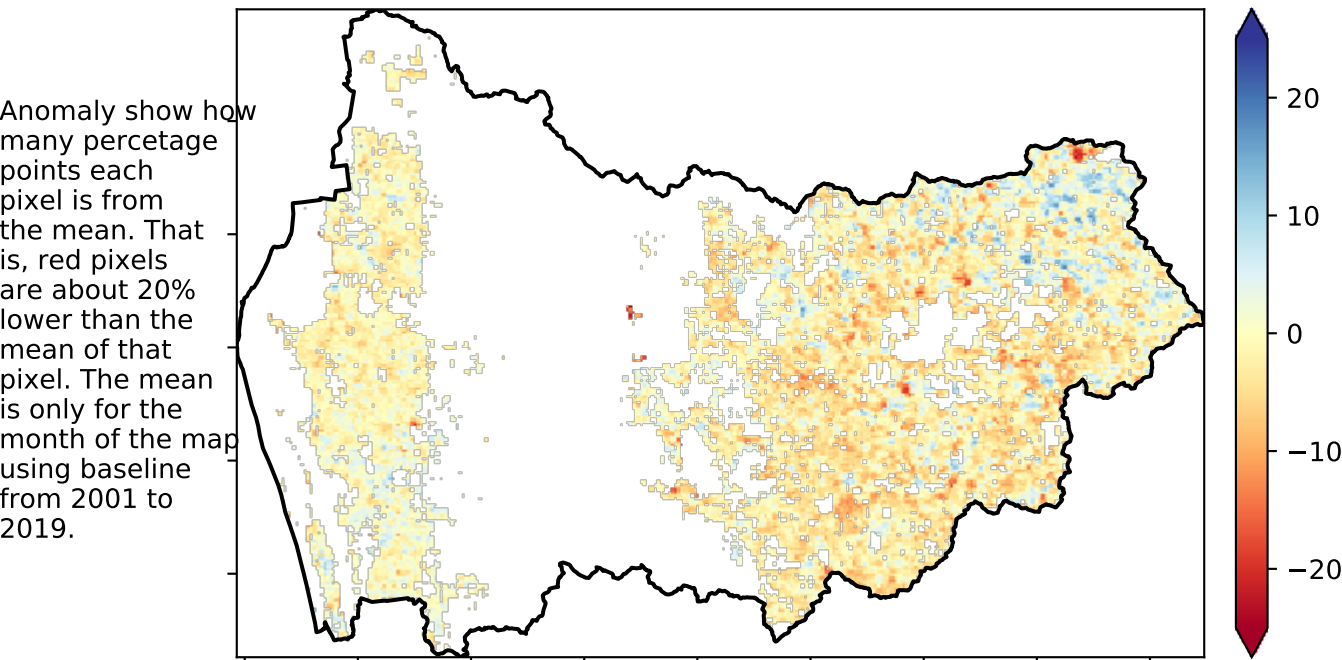 Anomaly show how
many percetage
points each
pixel is from
the mean. That
is, red pixels
are about 20%
lower than the
mean of that
pixel. The mean
is only for the
month of the map
using baseline
from 2001 to
2019.
20
10
0
−10
−20